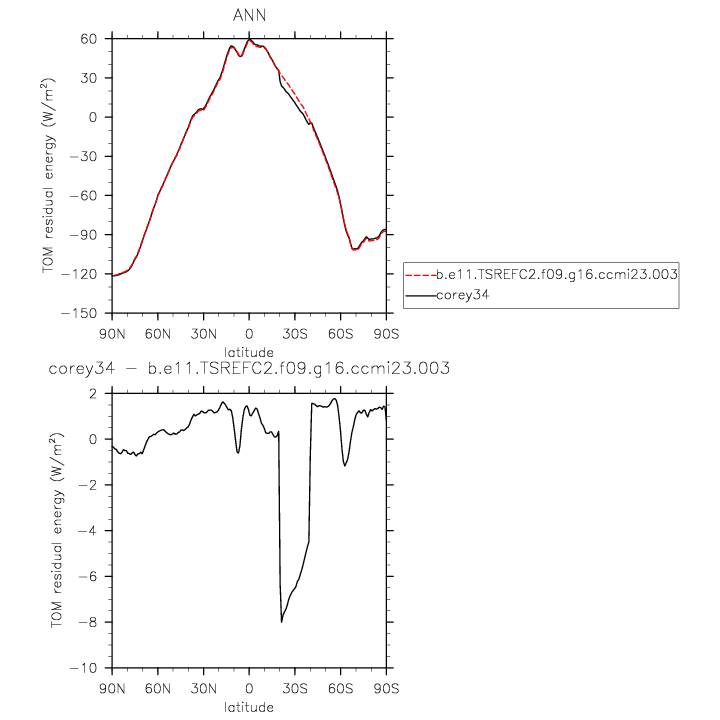 ANN
TOM residual energy (W/m²)
60
30
0
−30
−60
−90
−120
−150
90N 60N 30N 0 30S 60S 90S
latitude
b.e11.TSREFC2.f09.g16.ccmi23.003
corey34
corey34 − b.e11.TSREFC2.f09.g16.ccmi23.003
TOM residual energy (W/m²)
2
0
−2
−4
−6
−8
−10
90N 60N 30N 0 30S 60S 90S
latitude